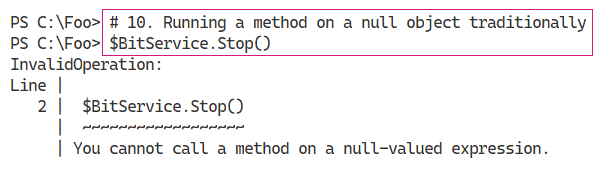 PS C:\Foo> # 10. Running a method on a null object traditionally
PS C:\Foo> $BitService.Stop()
InvalidOperation:
Line |
   2 |  $BitService.Stop()
     |  ~~~~~~~~~~~~~~~~~~
     | You cannot call a method on a null-valued expression.